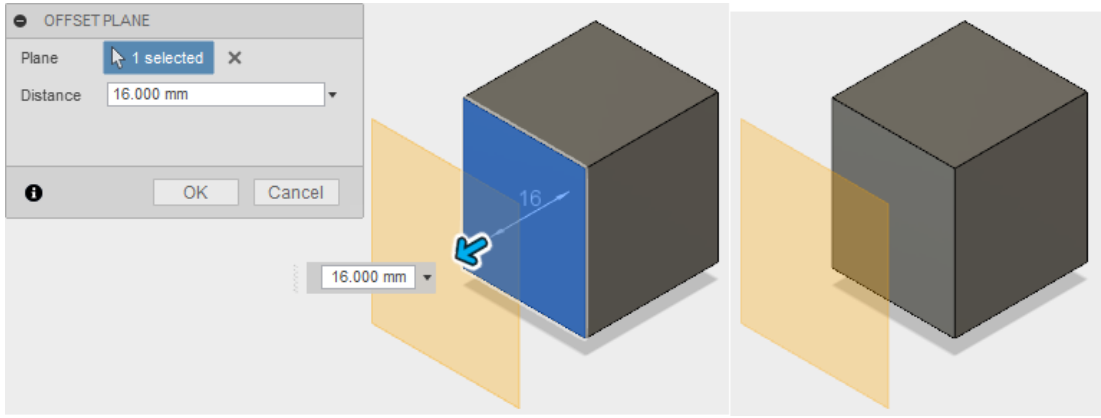 OFFSET PLANE
Plane 1 selected
Distance 16.000 mm
OK Cancel
16
16.000 mm